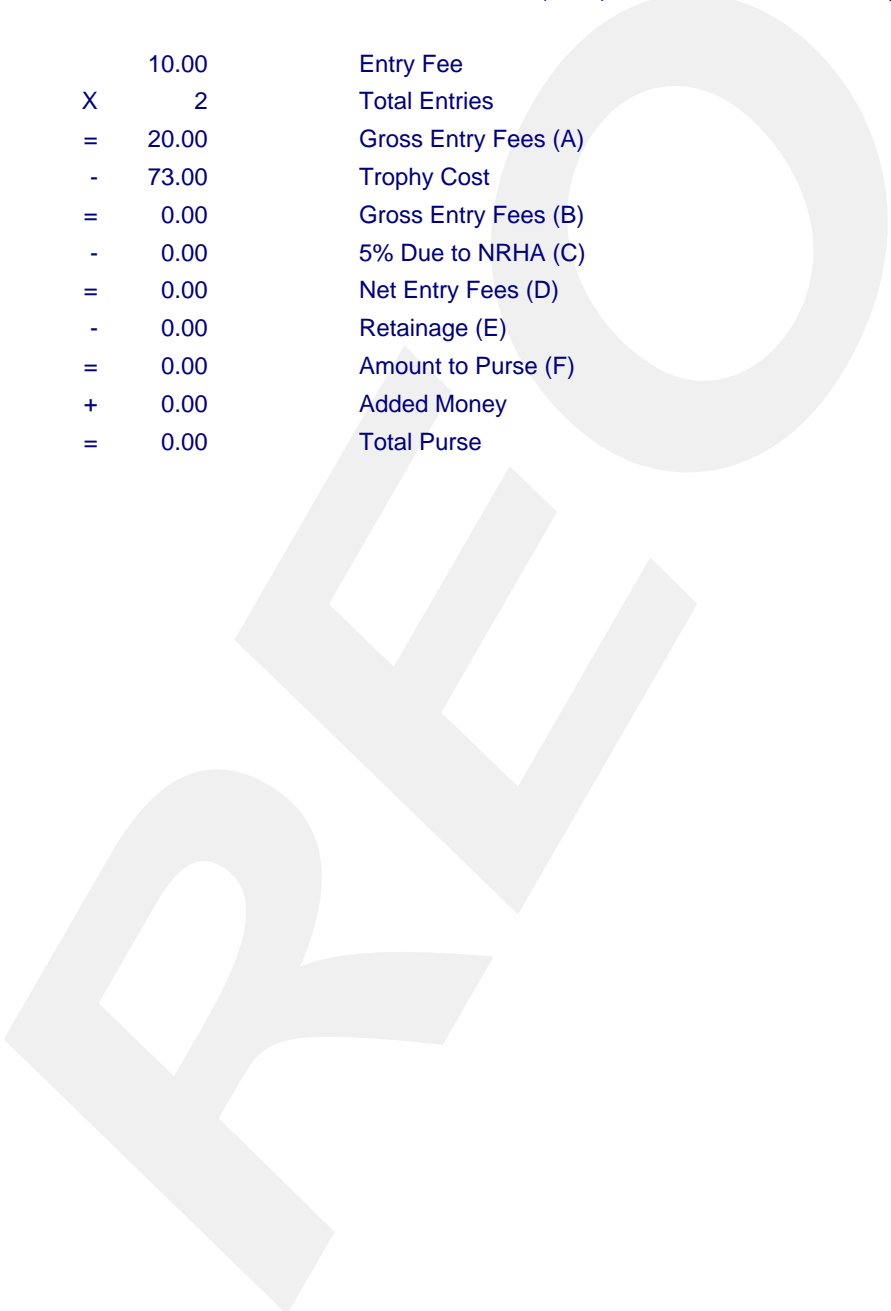 10.00 Entry Fee
X 2 Total Entries
= 20.00 Gross Entry Fees (A)
- 73.00 Trophy Cost
= 0.00 Gross Entry Fees (B)
- 0.00 5% Due to NRHA (C)
= 0.00 Net Entry Fees (D)
- 0.00 Retainage (E)
= 0.00 Amount to Purse (F)
+ 0.00 Added Money
= 0.00 Total Purse
REO